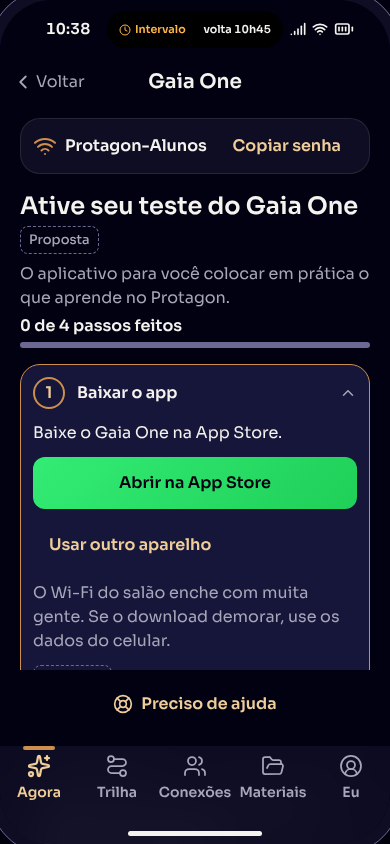 10:38
Intervalo volta 10h45
Voltar
Gaia One
Protagon-Alunos
Copiar senha
Ative seu teste do Gaia One
Proposta
O aplicativo para você colocar em prática o
que aprende no Protagon.
0 de 4 passos feitos
1 Baixar o app
Baixe o Gaia One na App Store.
Abrir na App Store
Usar outro aparelho
O Wi-Fi do salão enche com muita
gente. Se o download demorar, use os
dados do celular.
Preciso de ajuda
Agora Trilha Conexões Materiais Eu